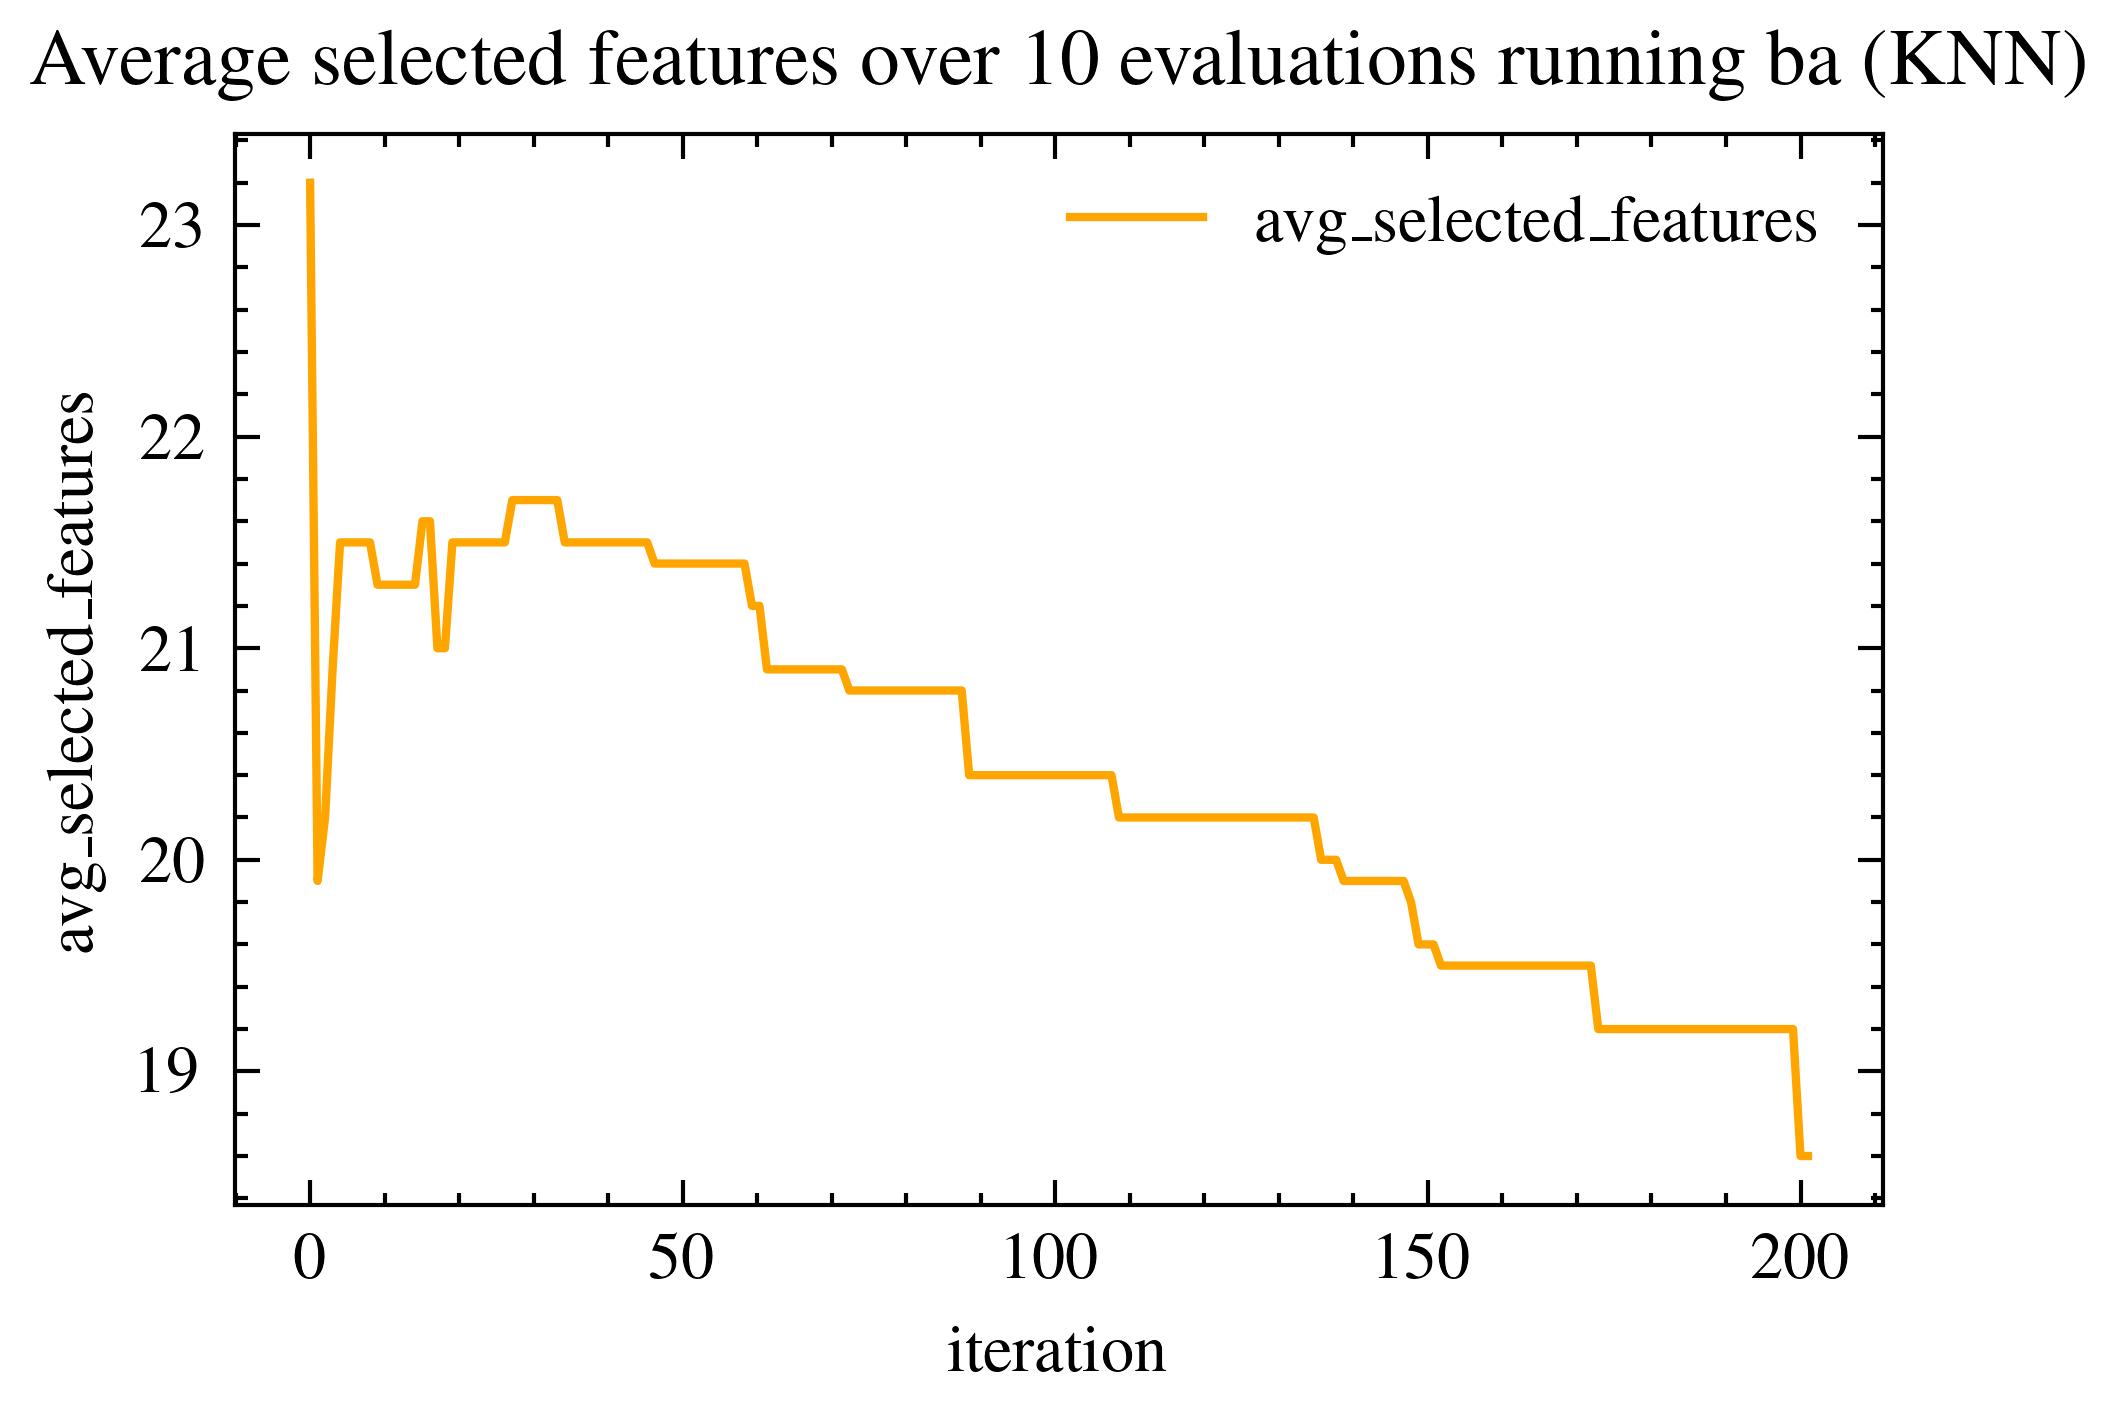 Average selected features over 10 evaluations running ba (KNN)
avg_selected_features
23
22
21
20
19
avg_selected_features
0 50 100 150 200
iteration